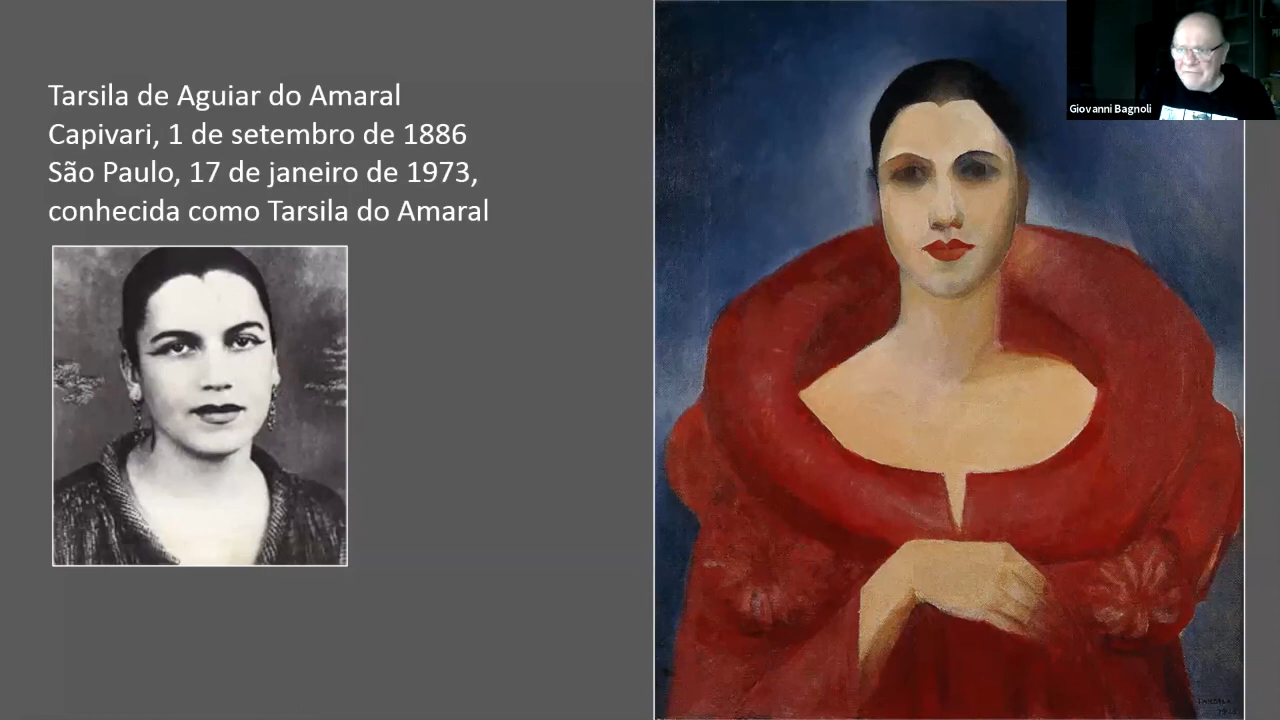 Tarsila de Aguiar do Amaral
Capivari, 1 de setembro de 1886
São Paulo, 17 de janeiro de 1973,
conhecida como Tarsila do Amaral
Giovanni Bagnoli